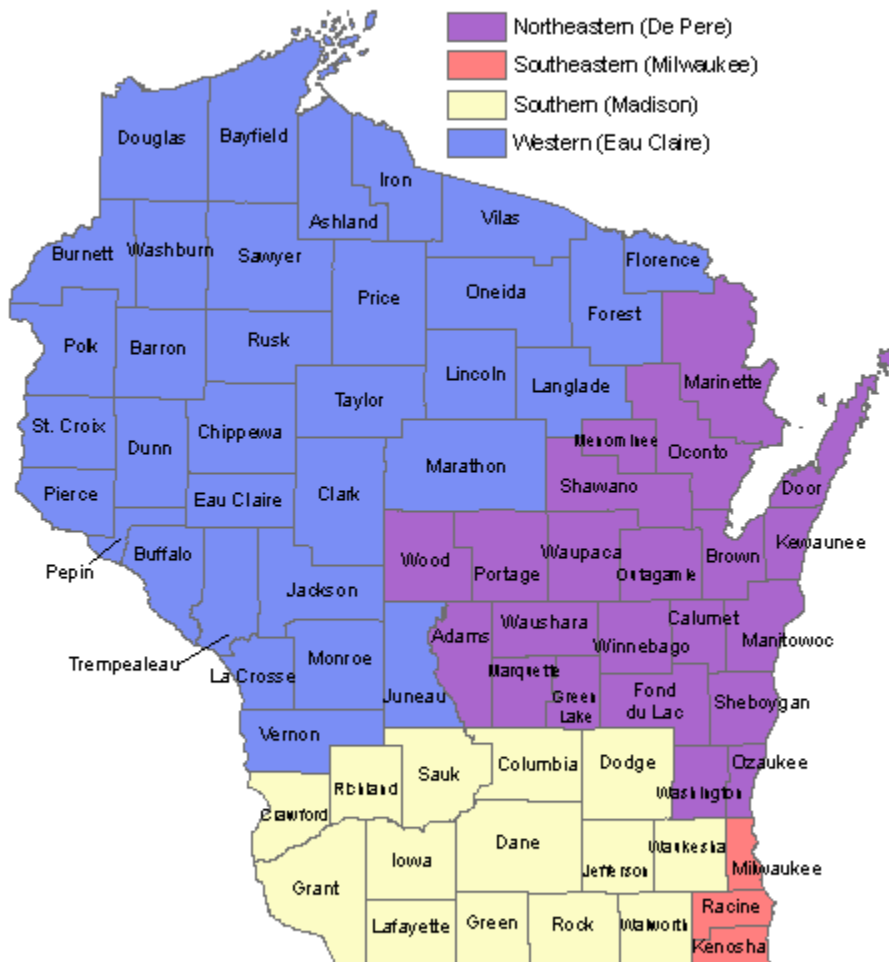 Northeastern (De Pere)
Southeastern (Milwaukee)
Southern (Madison)
Western (Eau Claire)
Douglas
Bayfield
Iron
Ashland
Vilas
Burnett
Washburn
Sawyer
Florence
Price
Oneida
Forest
Polk
Barron
Rusk
Lincoln
Langlade
Marinette
Taylor
St. Croix
Chippewa
Dunn
Menominee
Oconto
Marathon
Pierce
Eau Claire
Clark
Shawano
Door
Pepin
Buffalo
Wood
Portage
Waupaca
Outagamie
Brown
Kewaunee
Jackson
Trempealeau
La Crosse
Monroe
Juneau
Adams
Waushara
Winnebago
Calumet
Manitowoc
Marquette
Green
Lake
Fond
du Lac
Sheboygan
Vernon
Sauk
Columbia
Dodge
Ozaukee
Washington
Richland
Crawford
Iowa
Dane
Jefferson
Waukesha
Milwaukee
Grant
Lafayette
Green
Rock
Walworth
Racine
Kenosha